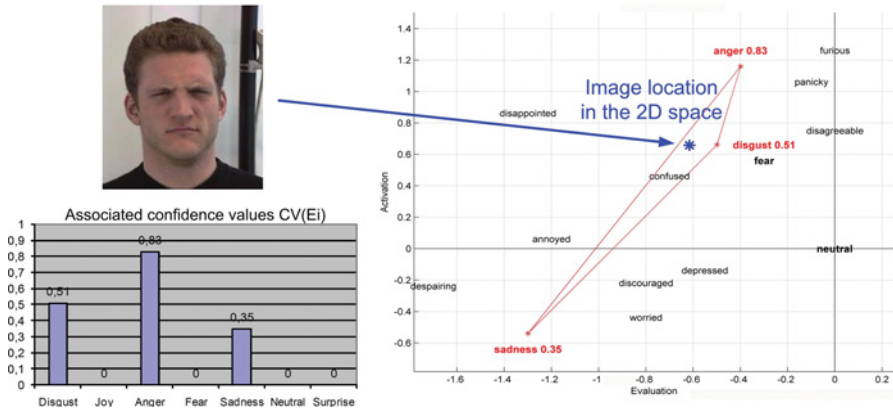 Associated confidence values CV(Ei)
1
0,9
0,8
0,7
0,6
0,5
0,4
0,3
0,2
0,1
0
0,51
0
0,83
0
0,35
0
0
Disgust Joy Anger Fear Sadness Neutral Surprise
1.4
1.2
1
0.8
0.6
0.4
0.2
0
-0.2
-0.4
-0.6
Activation
anger 0.83
furious
Image location
in the 2D space
panicky
disappointed
disagreeable
disgust 0.51
fear
confused
annoyed
neutral
depressed
discouraged
despairing
worried
sadness 0.35
-1.6 -1.4 -1.2 -1 -0.8 -0.6 -0.4 -0.2 0 0.2
Evaluation